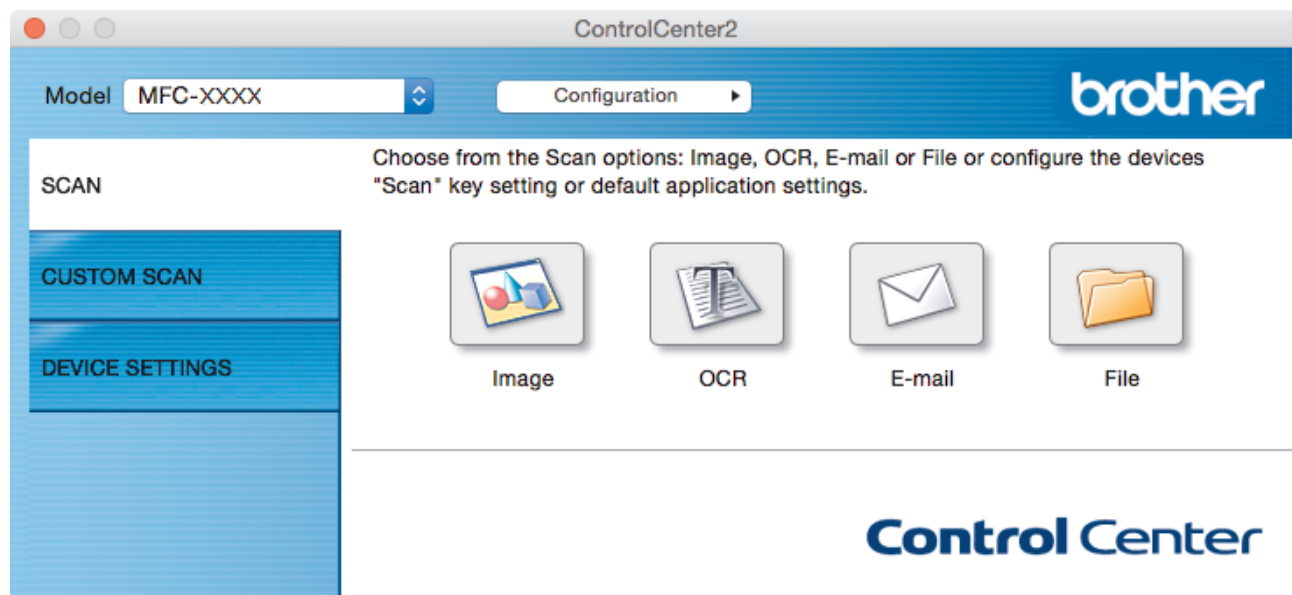 ControlCenter2
Model MFC-XXXX Configuration brother
SCAN
CUSTOM SCAN
DEVICE SETTINGS
Choose from the Scan options: Image, OCR, E-mail or File or configure the devices
"Scan" key setting or default application settings.
T
Image OCR E-mail File
Control Center